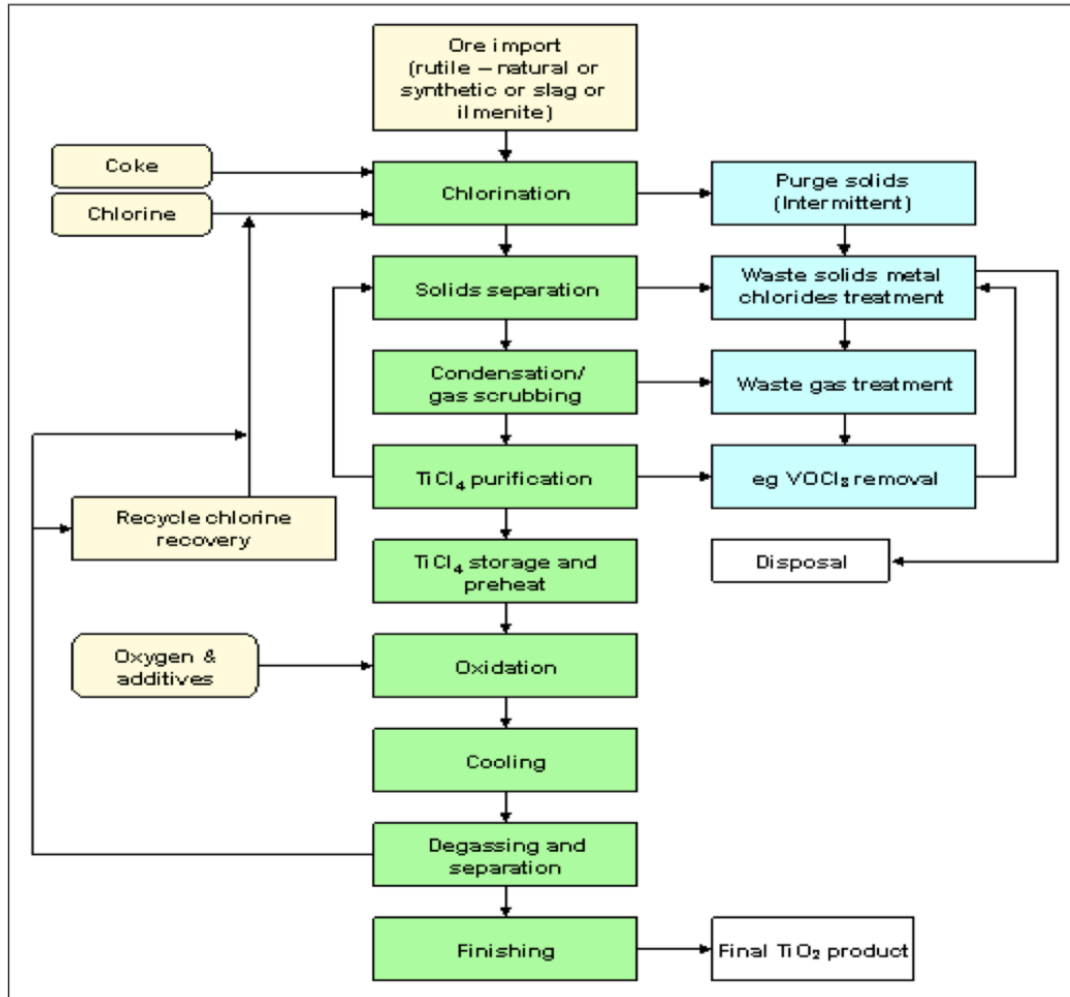 Ore import
(rutile – natural or
synthetic or slag or
ilmenite)
Coke
Chlorine
Chlorination
Purge solids
(Intermittent)
Solids separation
Waste solids metal
chlorides treatment
Condensation/
gas scrubbing
Waste gas treatment
TiCl₄ purification
eg VOCl₃ removal
Recycle chlorine
recovery
TiCl₄ storage and
preheat
Disposal
Oxygen &
additives
Oxidation
Cooling
Degassing and
separation
Finishing
Final TiO₂ product